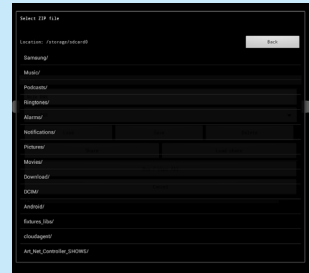 Select ZIP file
Location: /storage/sdcard0
Back
Samsung/
Music/
Podcasts/
Ringtones/
Alarms/
Notifications/
Pictures/
Movies/
Download/
DCIM/
Android/
fixtures_libs/
cloudagent/
Art_Net_Controller_SHOWS/